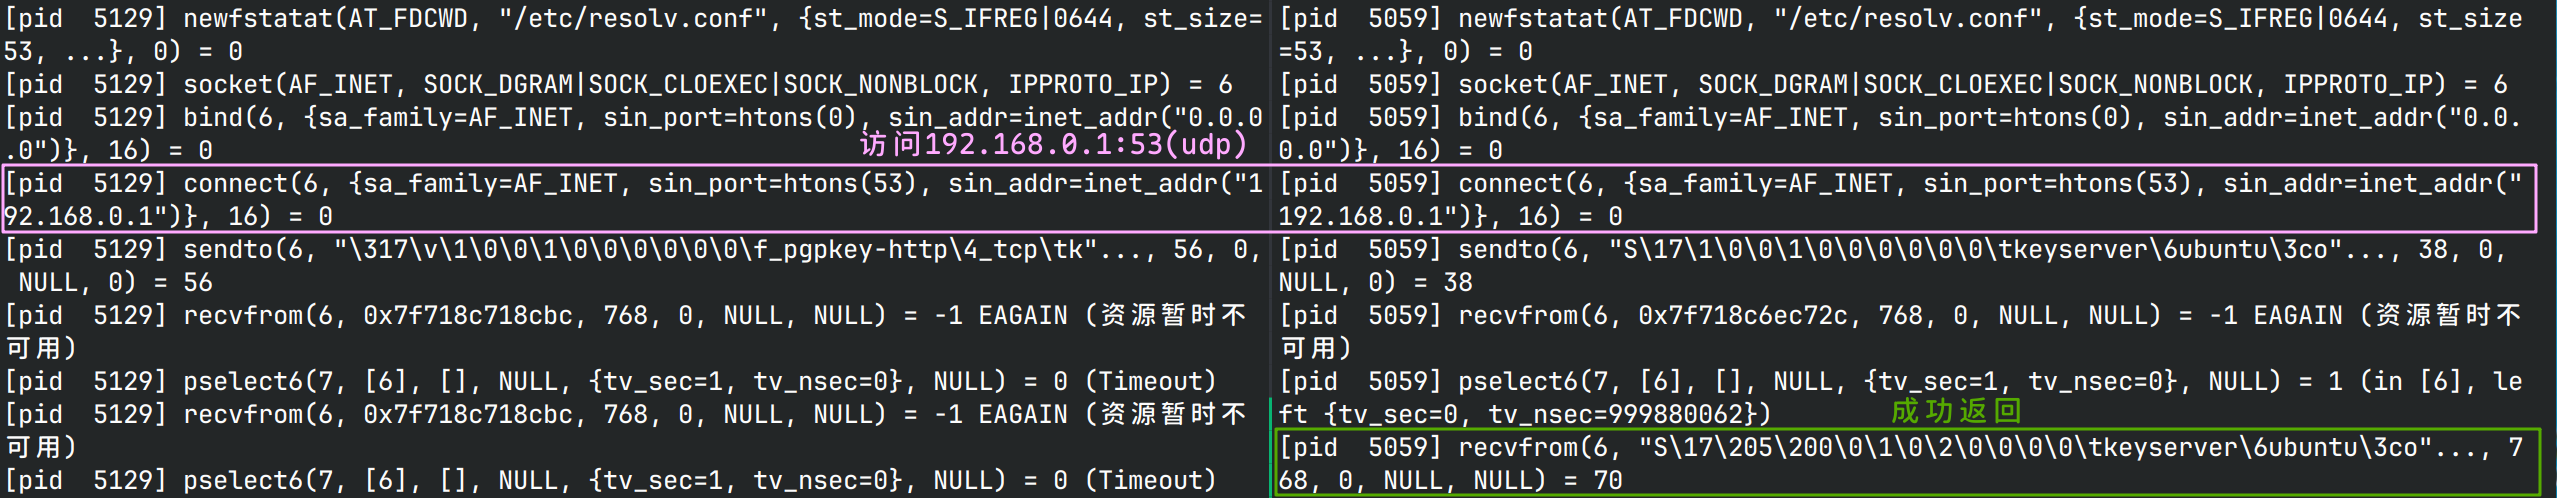 [pid  5129] newfstatat(AT_FDCWD, "/etc/resolv.conf", {st_mode=S_IFREG|0644, st_size=
53, ...}, 0) = 0
[pid  5129] socket(AF_INET, SOCK_DGRAM|SOCK_CLOEXEC|SOCK_NONBLOCK, IPPROTO_IP) = 6
[pid  5129] bind(6, {sa_family=AF_INET, sin_port=htons(0), sin_addr=inet_addr("0.0.0
.0")}, 16) = 0
访问192.168.0.1:53(udp)
[pid  5129] connect(6, {sa_family=AF_INET, sin_port=htons(53), sin_addr=inet_addr("1
92.168.0.1")}, 16) = 0
[pid  5129] sendto(6, "\317\v\1\0\0\1\0\0\0\0\0\0\f_pgpkey-http\4_tcp\tk"..., 56, 0,
 NULL, 0) = 56
[pid  5129] recvfrom(6, 0x7f718c718cbc, 768, 0, NULL, NULL) = -1 EAGAIN (资源暂时不
可用)
[pid  5129] pselect6(7, [6], [], NULL, {tv_sec=1, tv_nsec=0}, NULL) = 0 (Timeout)
[pid  5129] recvfrom(6, 0x7f718c718cbc, 768, 0, NULL, NULL) = -1 EAGAIN (资源暂时不
可用)
[pid  5129] pselect6(7, [6], [], NULL, {tv_sec=1, tv_nsec=0}, NULL) = 0 (Timeout)
[pid  5059] newfstatat(AT_FDCWD, "/etc/resolv.conf", {st_mode=S_IFREG|0644, st_size
=53, ...}, 0) = 0
[pid  5059] socket(AF_INET, SOCK_DGRAM|SOCK_CLOEXEC|SOCK_NONBLOCK, IPPROTO_IP) = 6
[pid  5059] bind(6, {sa_family=AF_INET, sin_port=htons(0), sin_addr=inet_addr("0.0.
0.0")}, 16) = 0
[pid  5059] connect(6, {sa_family=AF_INET, sin_port=htons(53), sin_addr=inet_addr("
192.168.0.1")}, 16) = 0
[pid  5059] sendto(6, "S\17\1\0\0\1\0\0\0\0\0\0\tkeyserver\6ubuntu\3co"..., 38, 0,
NULL, 0) = 38
[pid  5059] recvfrom(6, 0x7f718c6ec72c, 768, 0, NULL, NULL) = -1 EAGAIN (资源暂时不
可用)
[pid  5059] pselect6(7, [6], [], NULL, {tv_sec=1, tv_nsec=0}, NULL) = 1 (in [6], le
ft {tv_sec=0, tv_nsec=999880062})
成功返回
[pid  5059] recvfrom(6, "S\17\205\200\0\1\0\2\0\0\0\0\tkeyserver\6ubuntu\3co"..., 7
68, 0, NULL, NULL) = 70